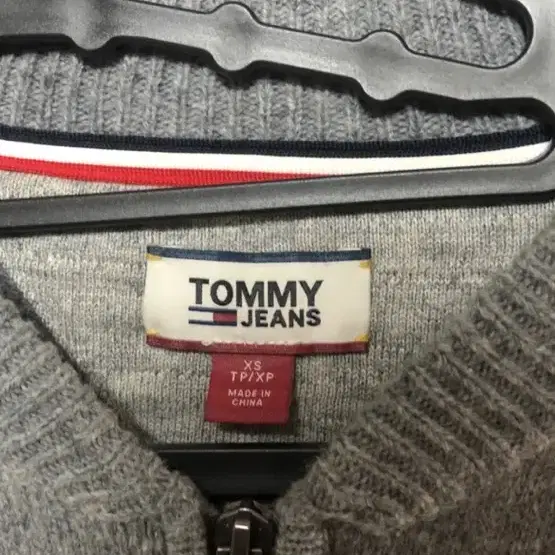 TOMMY
JEANS
XS
TP/XP
MADE IN
CHINA